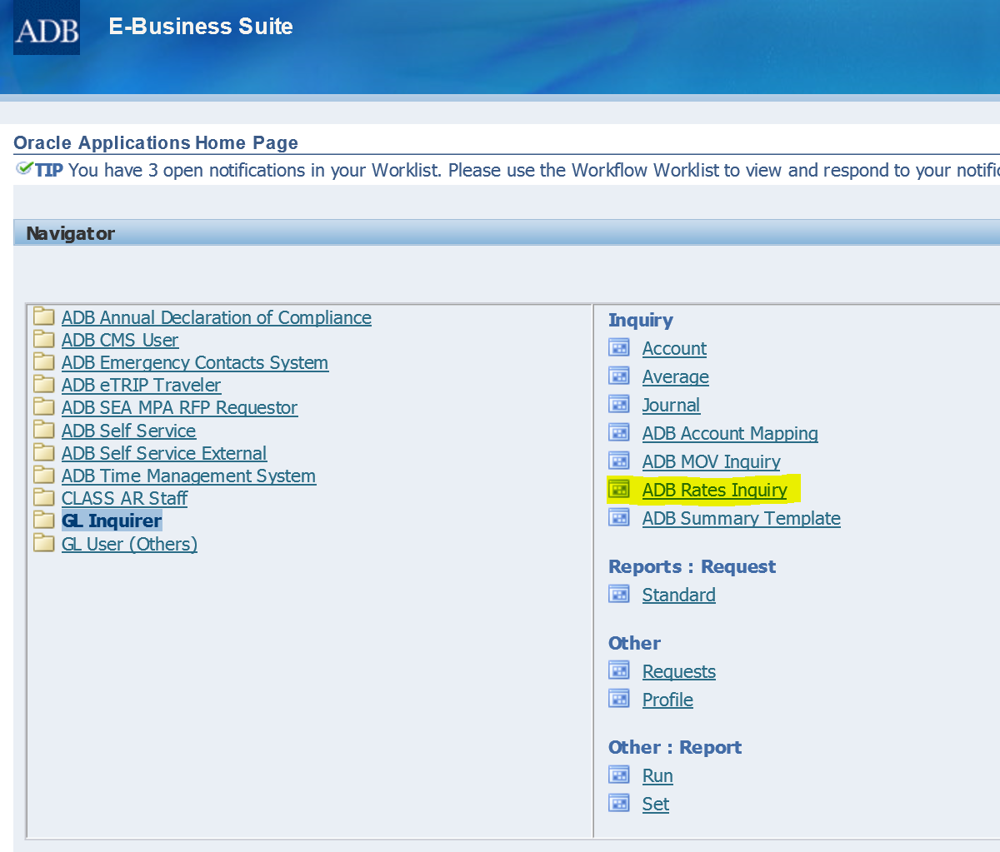 ADB
E-Business Suite
Oracle Applications Home Page
TIP You have 3 open notifications in your Worklist. Please use the Workflow Worklist to view and respond to your
Navigator
ADB Annual Declaration of Compliance
ADB CMS User
ADB Emergency Contacts System
ADB eTRIP Traveler
ADB SEA MPA RFP Requestor
ADB Self Service
ADB Self Service External
ADB Time Management System
CLASS AR Staff
GL Inquirer
GL User (Others)
Inquiry
Account
Average
Journal
ADB Account Mapping
ADB MOV Inquiry
ADB Rates Inquiry
ADB Summary Template
Reports : Request
Standard
Other
Requests
Profile
Other : Report
Run
Set